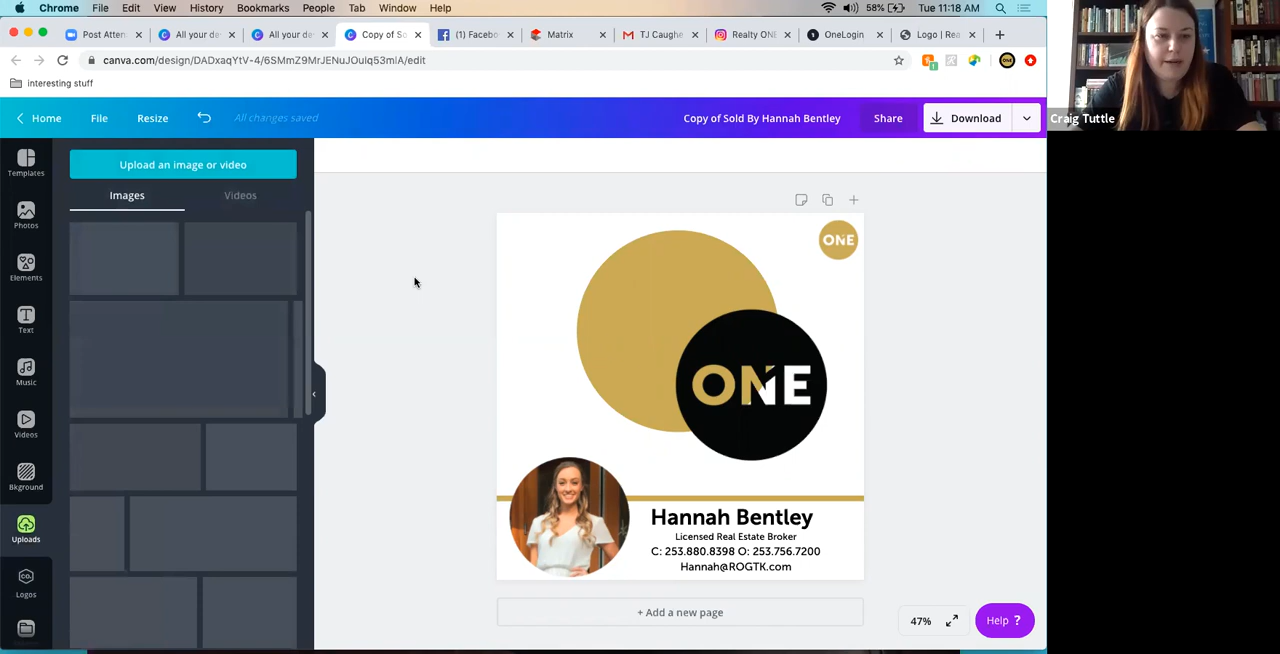 Chrome File Edit View History Bookmarks People Tab Window Help 58% Tue 11:18 AM
Post Atten All your de All your de Copy of So (1) Facebo Matrix TJ Caughe Realty ONE OneLogin Logo | Rea
canva.com/design/DADxaqYtV-4/6SMmZ9MrJENuJOuIq53mlA/edit
interesting stuff
Home File Resize All changes saved Copy of Sold By Hannah Bentley Share Download
Upload an image or video
Images Videos
Templates
Photos
Elements
Text
Music
Videos
Bkground
Uploads
Logos
CO.
ONE
ONE
Hannah Bentley
Licensed Real Estate Broker
C: 253.880.8398 O: 253.756.7200
Hannah@ROGTK.com
+ Add a new page
47% Help ?
Craig Tuttle